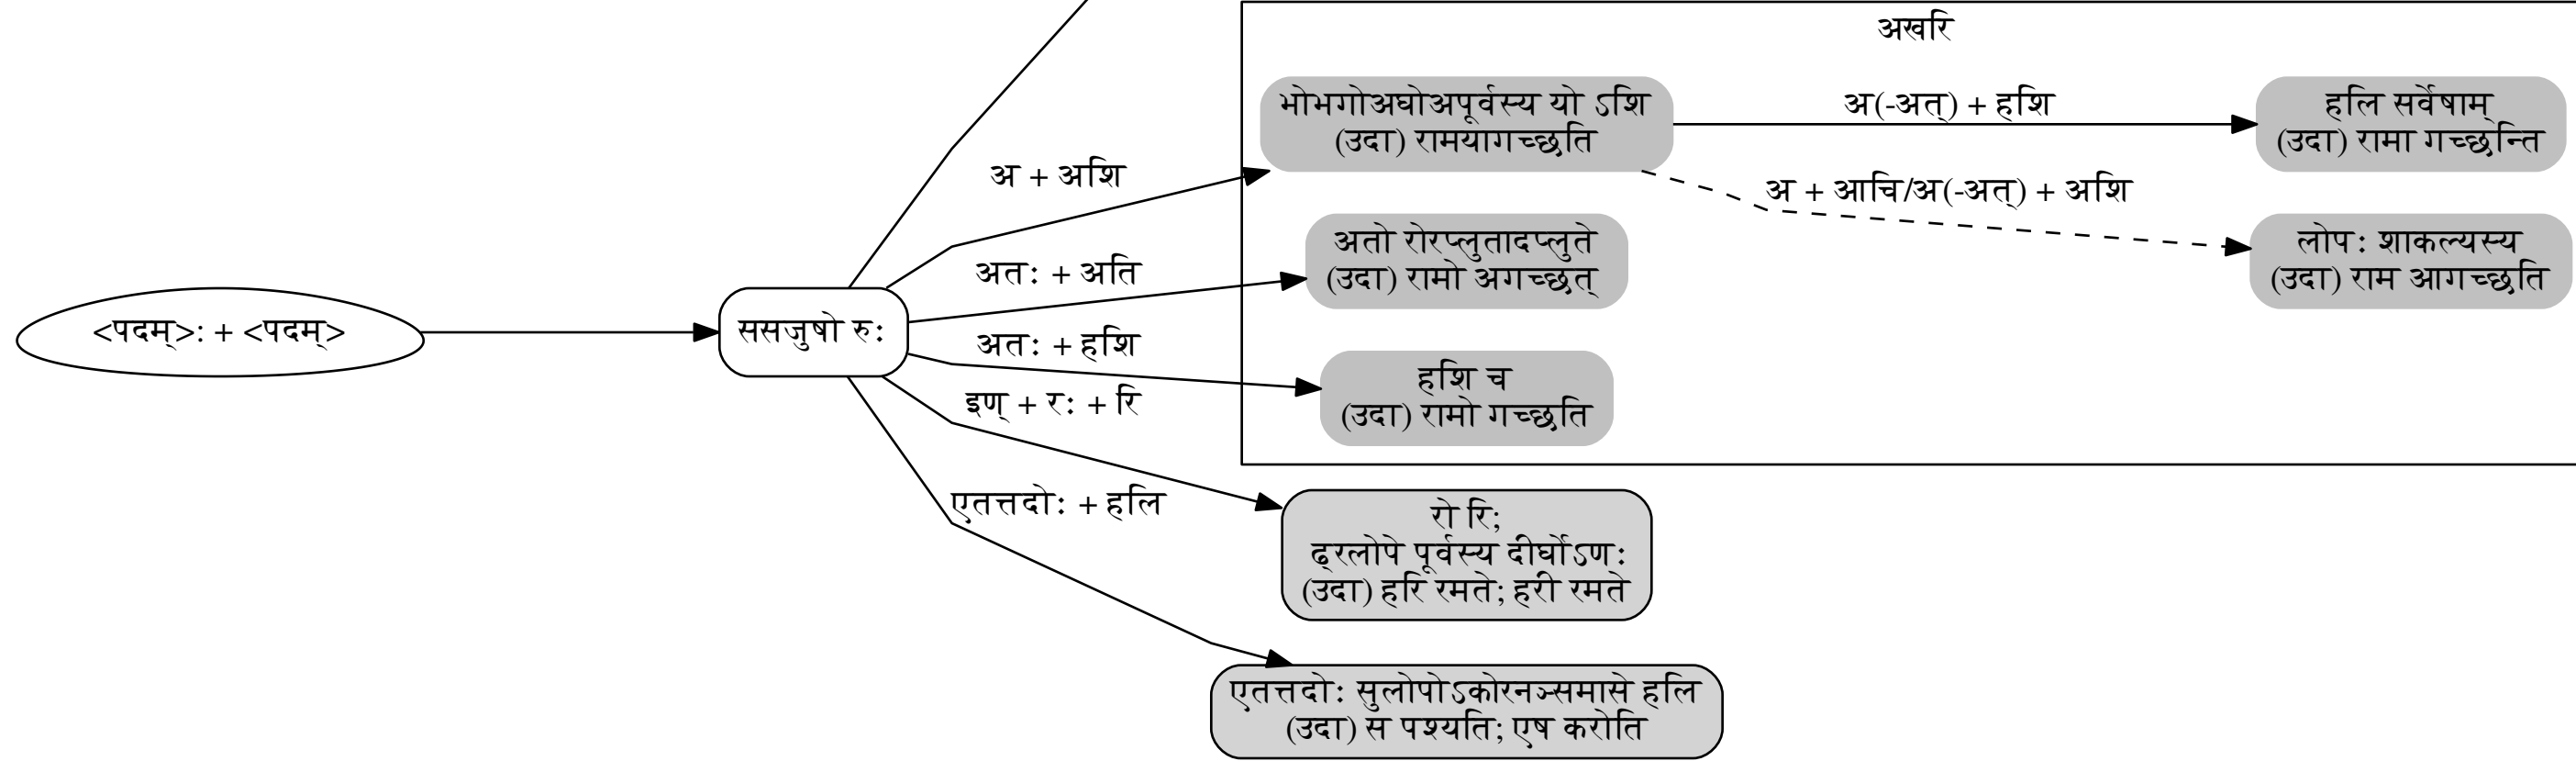 अखरि
भोभगोअघोअपूर्वस्य यो ऽशि
(उदा) रामयागच्छति
अ(-अत्) + हशि
हलि सर्वेषाम्
(उदा) रामा गच्छन्ति
अ + अशि
अ + आचि/अ(-अत्) + अशि
अतो रोरप्लुतादप्लुते
(उदा) रामो अगच्छत्
लोपः शाकल्यस्य
(उदा) राम आगच्छति
अतः + अति
<पदम्>: + <पदम्>
ससजुषो रुः
अतः + हशि
हशि च
(उदा) रामो गच्छति
इण् + रः + रि
रो रि;
ढ्रलोपे पूर्वस्य दीर्घोऽणः
(उदा) हरि रमते; हरी रमते
एतत्तदोः + हलि
एतत्तदोः सुलोपोऽकोरनञ्समासे हलि
(उदा) स पश्यति; एष करोति